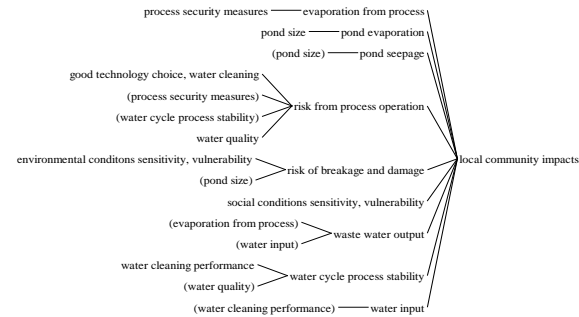 process security measures evaporation from process
pond size pond evaporation
(pond size) pond seepage
good technology choice, water cleaning
(process security measures)
risk from process operation
(water cycle process stability)
water quality
environmental conditons sensitivity, vulnerability
local community impacts
risk of breakage and damage
(pond size)
social conditions sensitivity, vulnerability
(evaporation from process)
waste water output
(water input)
water cleaning performance
water cycle process stability
(water quality)
(water cleaning performance) water input